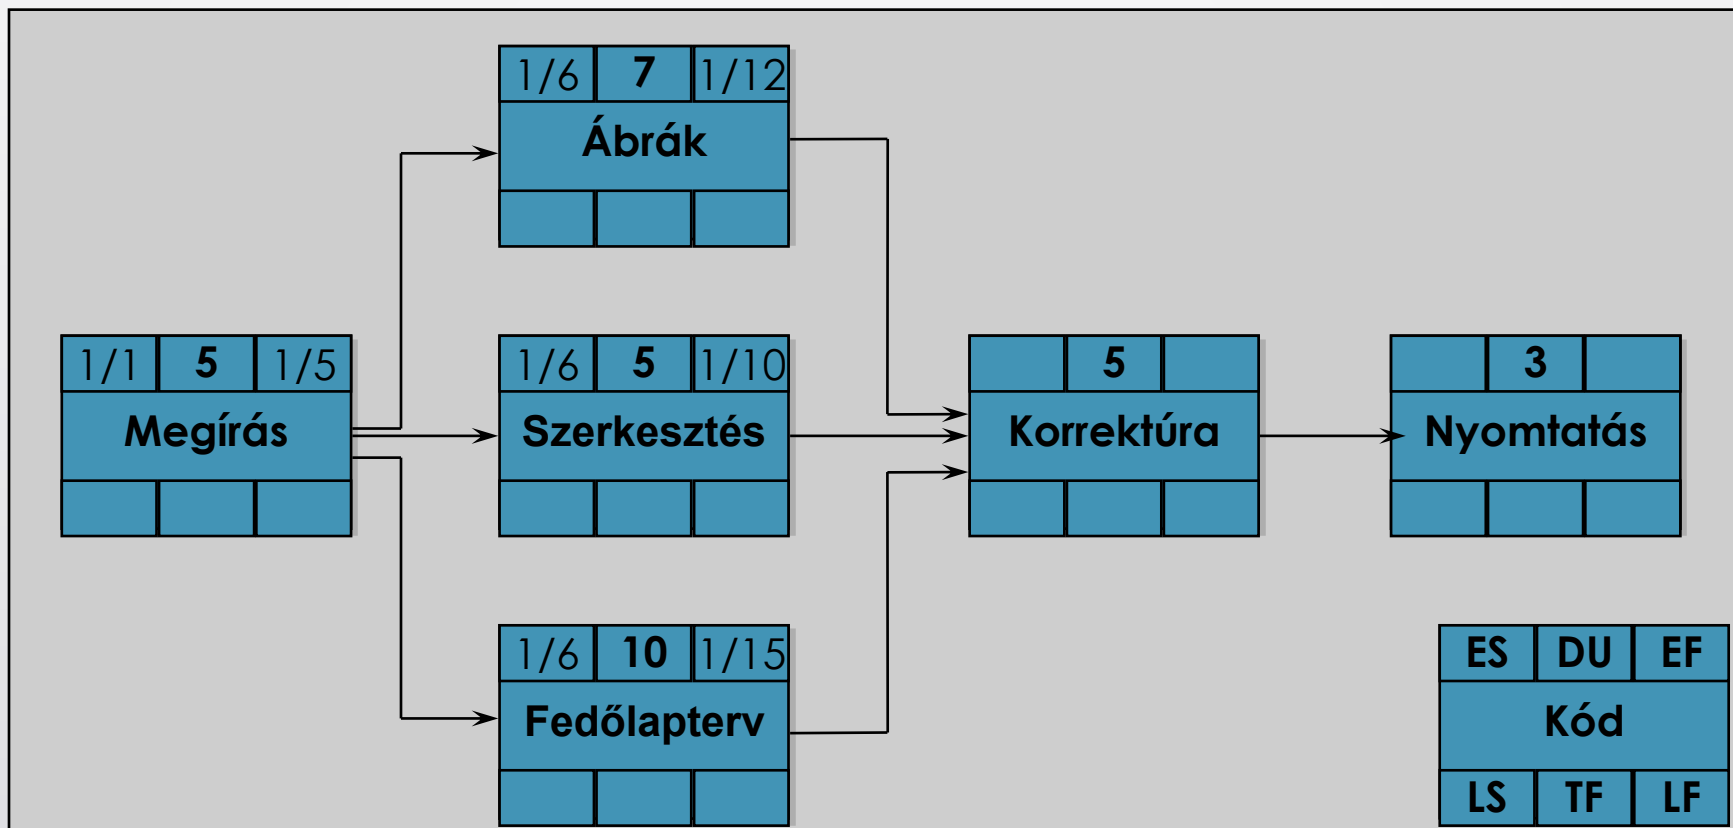 1/6 7 1/12
Ábrák
1/1 5 1/5
Megírás
1/6 5 1/10
Szerkesztés
5
Korrektúra
3
Nyomtatás
1/6 10 1/15
Fedőlapterv
ES DU EF
Kód
LS TF LF